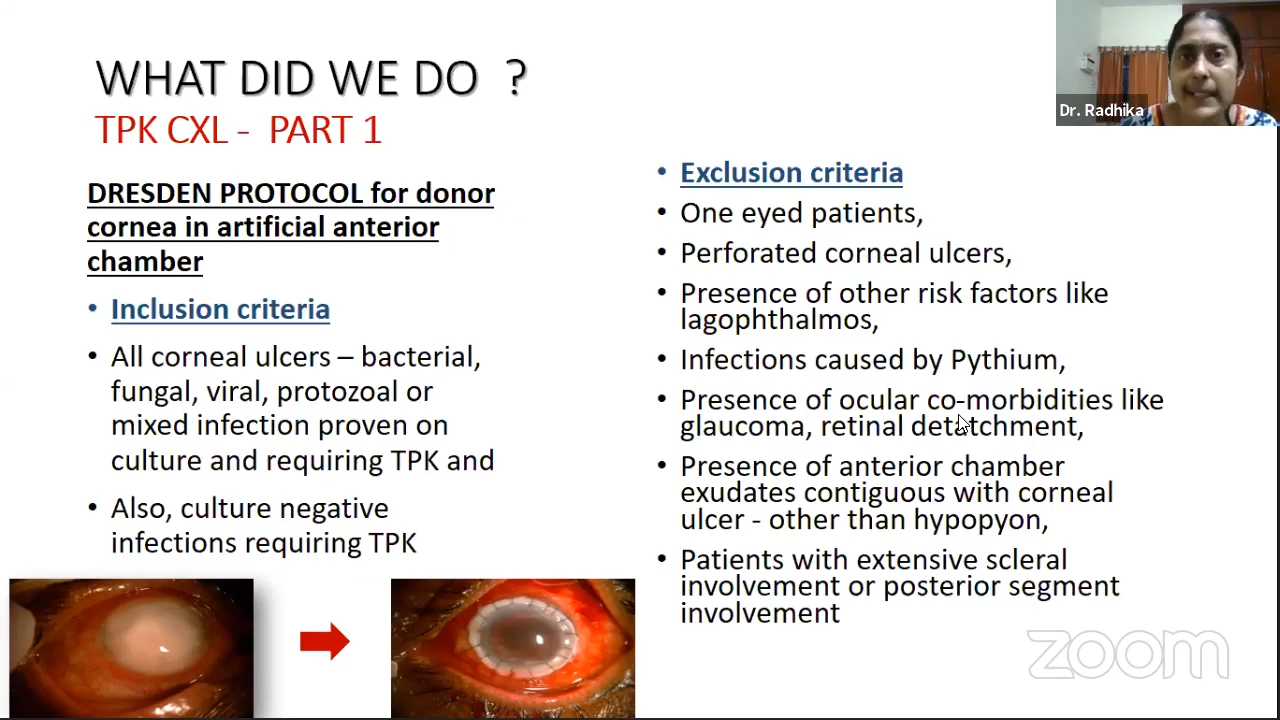 WHAT DID WE DO ?
TPK CXL - PART 1
DRESDEN PROTOCOL for donor
cornea in artificial anterior
chamber
• Inclusion criteria
• All corneal ulcers – bacterial,
fungal, viral, protozoal or
mixed infection proven on
culture and requiring TPK and
• Also, culture negative
infections requiring TPK
• Exclusion criteria
• One eyed patients,
• Perforated corneal ulcers,
• Presence of other risk factors like
lagophthalmos,
• Infections caused by Pythium,
• Presence of ocular co-morbidities like
glaucoma, retinal detatchment,
• Presence of anterior chamber
exudates contiguous with corneal
ulcer - other than hypopyon,
• Patients with extensive scleral
involvement or posterior segment
involvement
Dr. Radhika
zoom